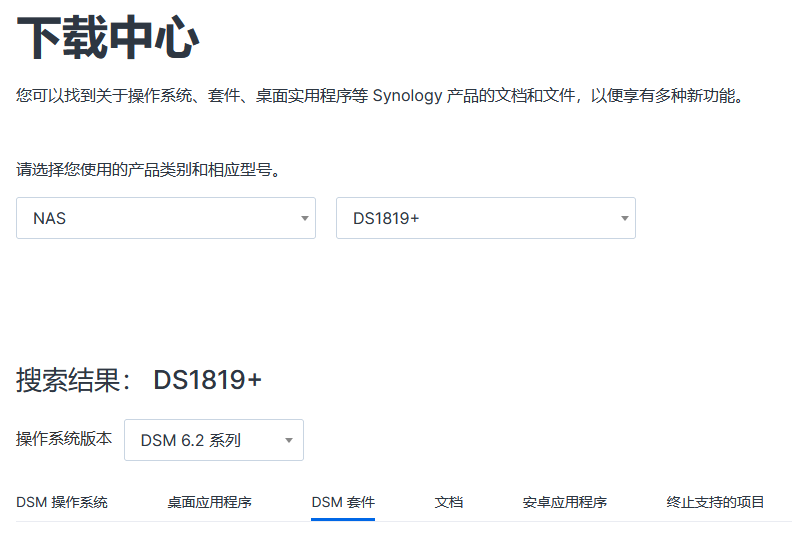 下载中心
您可以找到关于操作系统、套件、桌面实用程序等 Synology 产品的文档和文件，以便享有多种新功能。
请选择您使用的产品类别和相应型号。
NAS DS1819+
搜索结果： DS1819+
操作系统版本 DSM 6.2 系列
DSM 操作系统 桌面应用程序 DSM 套件 文档 安卓应用程序 终止支持的项目